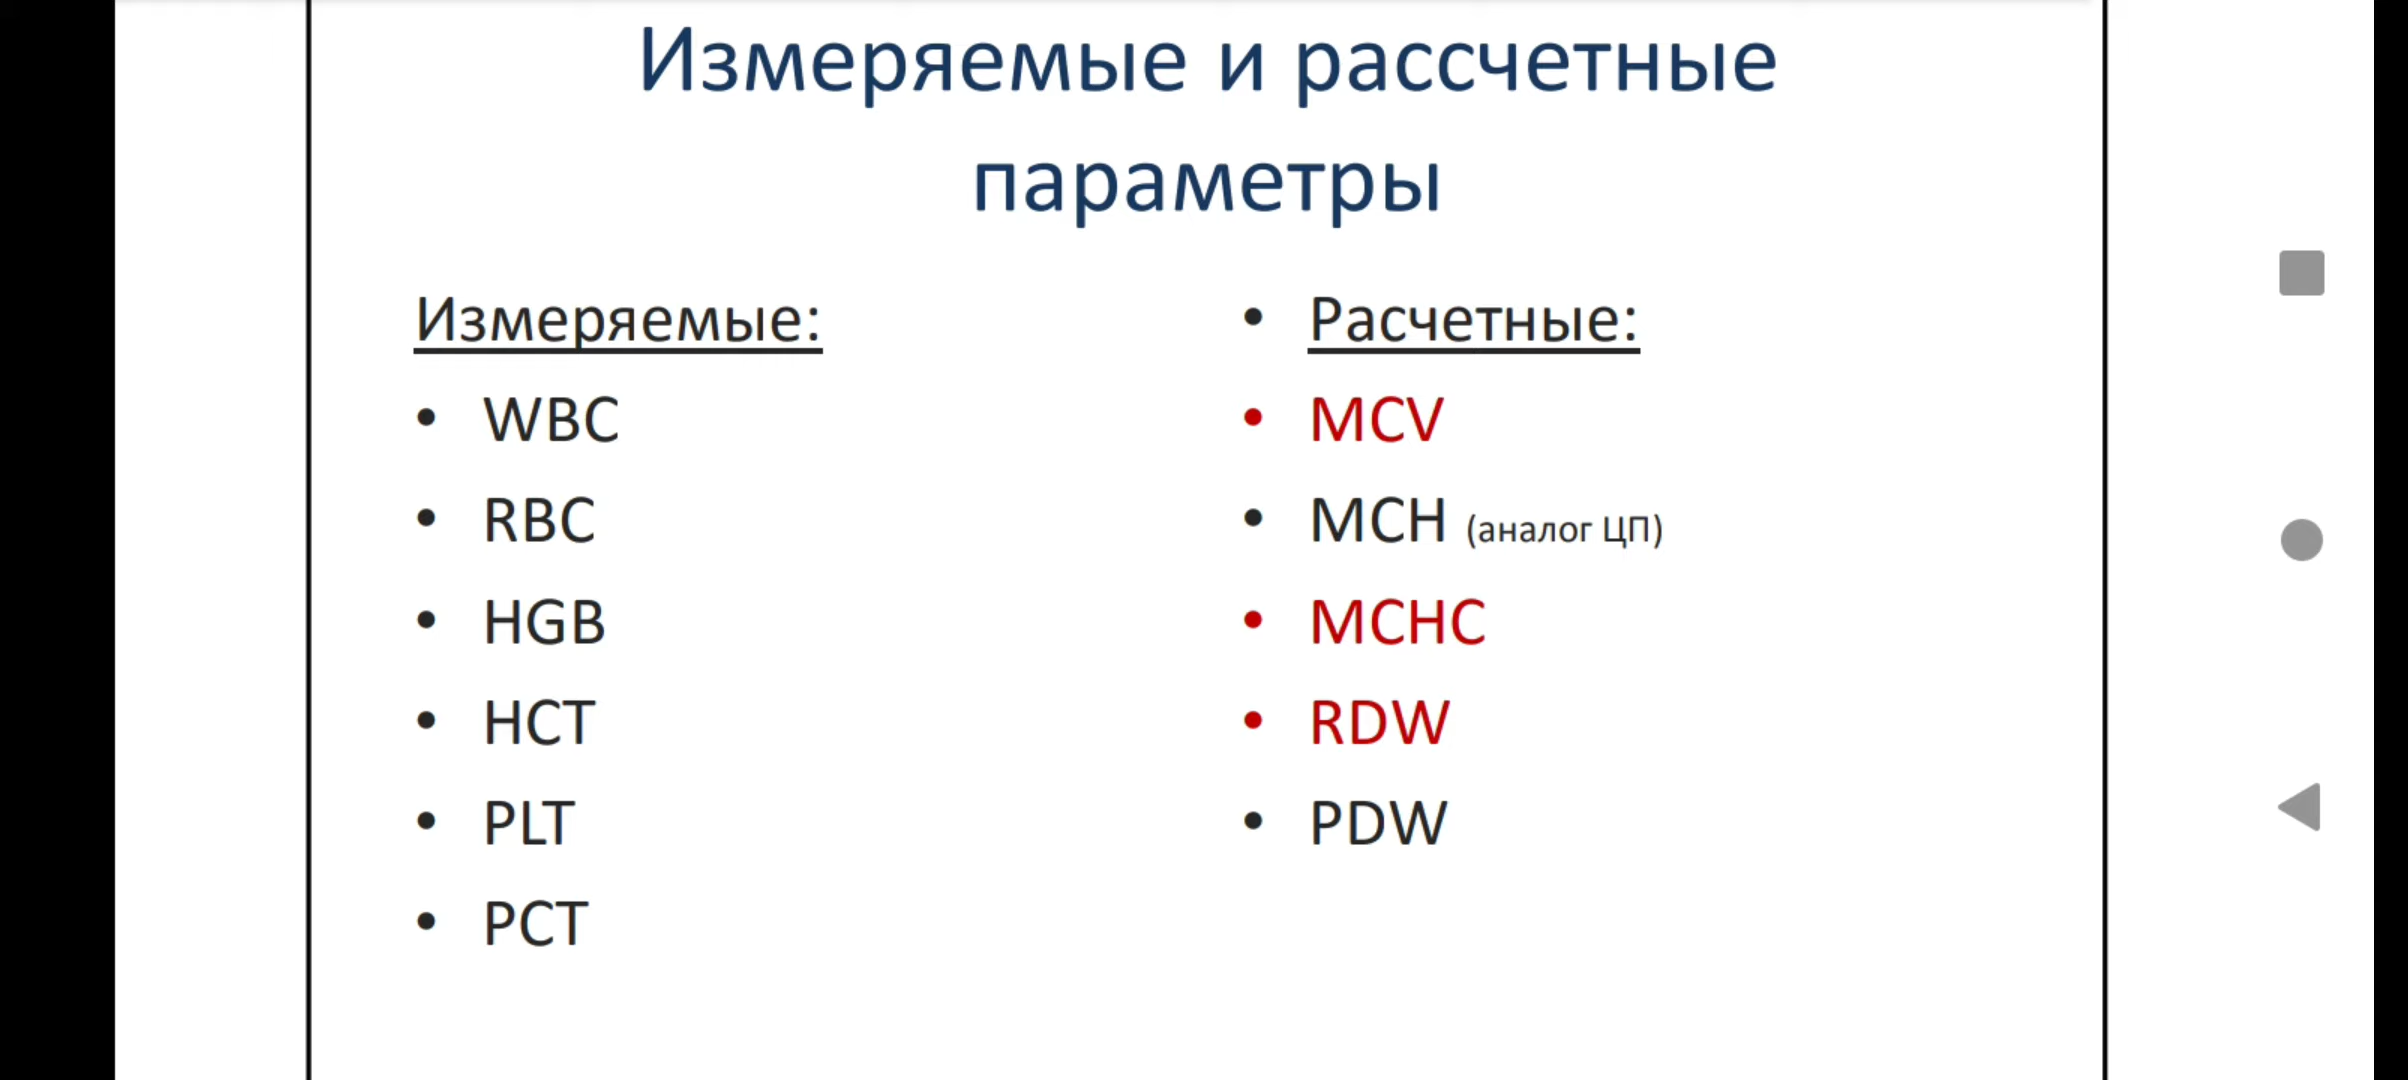 Измеряемые и рассчетные
параметры
Измеряемые:
• WBC
• RBC
• HGB
• HCT
• PLT
• PCT
• Расчетные:
• MCV
• MCH (аналог ЦП)
• MCHC
• RDW
• PDW